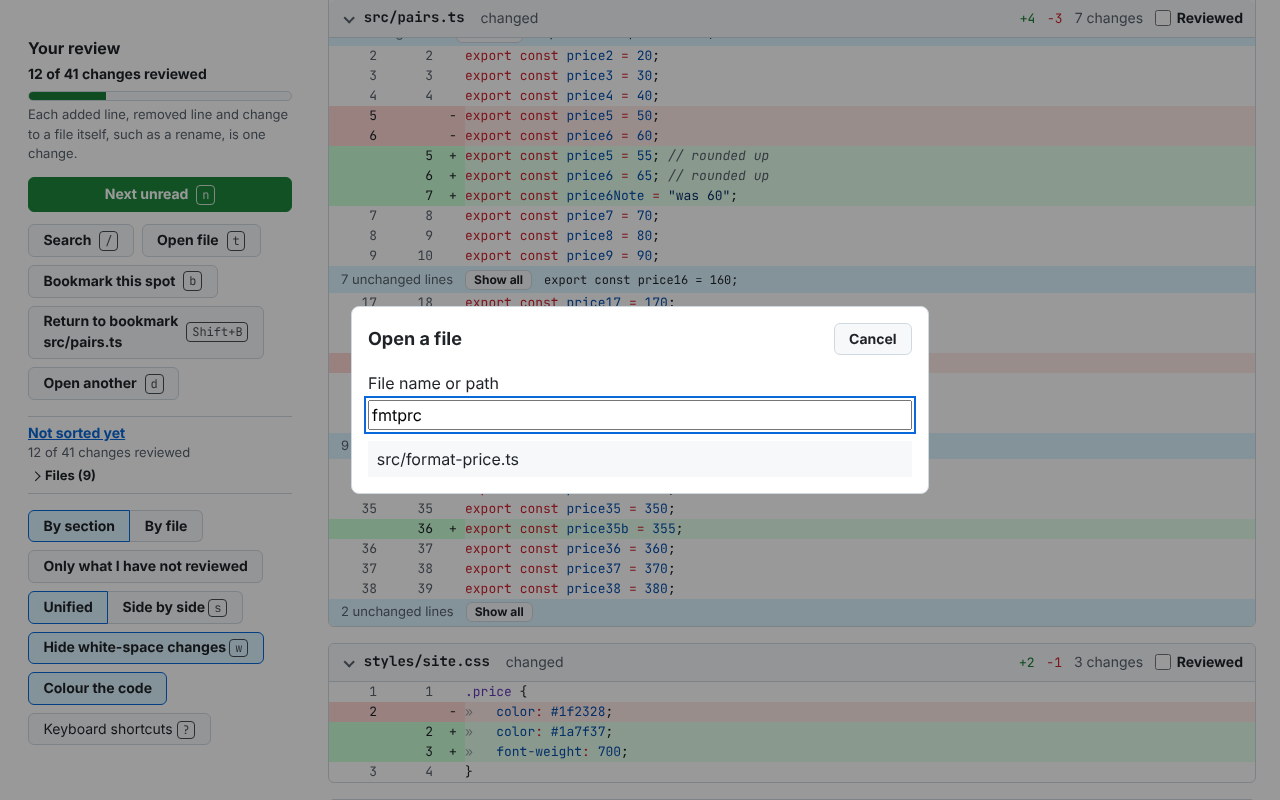 Your review
12 of 41 changes reviewed
Each added line, removed line and change
to a file itself, such as a rename, is one
change.
Next unread n
Search / Open file t
Bookmark this spot b
Return to bookmark
src/pairs.ts Shift+B
Open another d
Not sorted yet
12 of 41 changes reviewed
Files (9)
By section By file
Only what I have not reviewed
Unified Side by side s
Hide white-space changes w
Colour the code
Keyboard shortcuts ?
src/pairs.ts changed +4 -3 7 changes Reviewed
2 2 export const price2 = 20;
3 3 export const price3 = 30;
4 4 export const price4 = 40;
5 - export const price5 = 50;
6 - export const price6 = 60;
5 + export const price5 = 55; // rounded up
6 + export const price6 = 65; // rounded up
7 + export const price6Note = "was 60";
7 8 export const price7 = 70;
8 9 export const price8 = 80;
9 10 export const price9 = 90;
7 unchanged lines Show all export const price16 = 160;
17 18 export const price17 = 170;
Open a file Cancel
File name or path
fmtprc
src/format-price.ts
9
35 35 export const price35 = 350;
36 + export const price35b = 355;
36 37 export const price36 = 360;
37 38 export const price37 = 370;
38 39 export const price38 = 380;
2 unchanged lines Show all
styles/site.css changed +2 -1 3 changes Reviewed
1 1 .price {
2 - » color: #1f2328;
2 + » color: #1a7f37;
3 + » font-weight: 700;
3 4 }